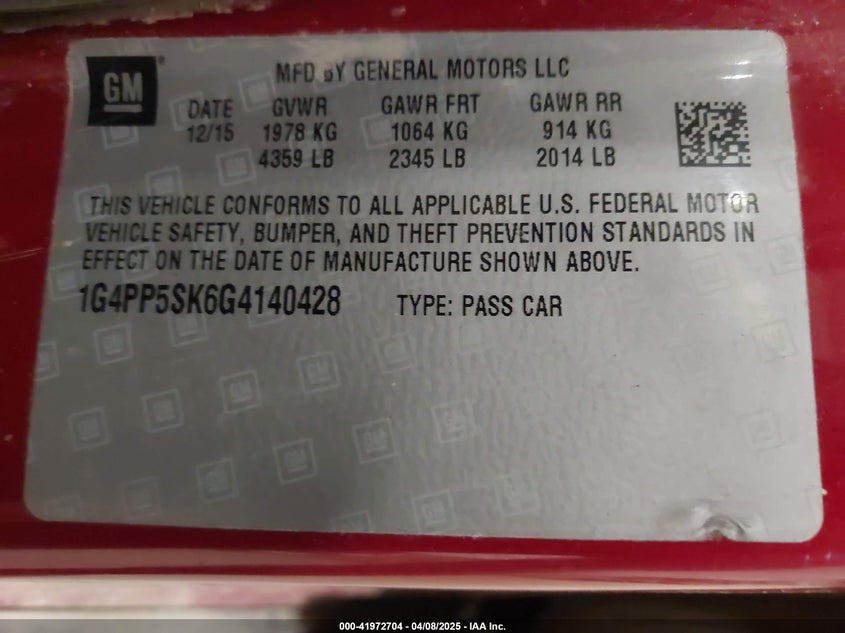 GM
MFD BY GENERAL MOTORS LLC
DATE GVWR GAWR FRT GAWR RR
12/15 1978 KG 1064 KG 914 KG
4359 LB 2345 LB 2014 LB
THIS VEHICLE CONFORMS TO ALL APPLICABLE U.S. FEDERAL MOTOR
VEHICLE SAFETY, BUMPER, AND THEFT PREVENTION STANDARDS IN
EFFECT ON THE DATE OF MANUFACTURE SHOWN ABOVE.
1G4PP5SK6G4140428 TYPE: PASS CAR
000-41972704 - 04/08/2025 - IAA Inc.